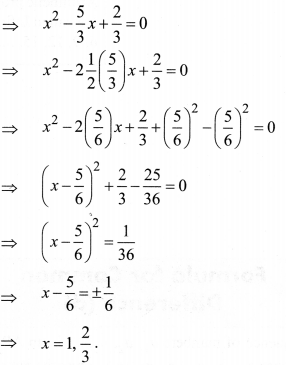 ⇒ x² − 5/3 x + 2/3 = 0
⇒ x² − 2 1/2 (5/3) x + 2/3 = 0
⇒ x² − 2 (5/6) x + 2/3 + (5/6)² − (5/6)² = 0
⇒ (x − 5/6)² + 2/3 − 25/36 = 0
⇒ (x − 5/6)² = 1/36
⇒ x − 5/6 = ± 1/6
⇒ x = 1, 2/3 .